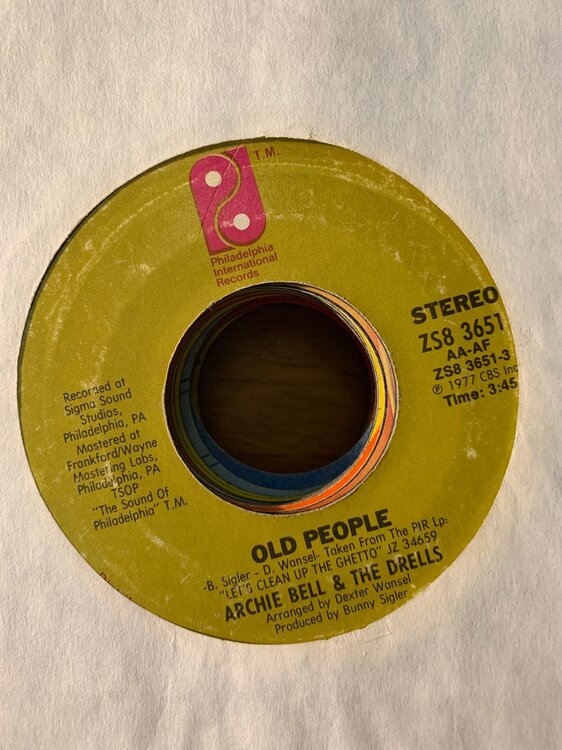 T.M.
Philadelphia
International
Records
STEREO
ZS8 3651
AA-AF
ZS8 3651-3
℗ 1977 CBS Inc
Time: 3:45
Recorded at
Sigma Sound
Studios,
Philadelphia, PA
Mastered at
Frankford/Wayne
Mastering Labs,
Philadelphia, PA
TSOP
"The Sound Of
Philadelphia" T.M.
OLD PEOPLE
-B. Sigler - D. Wansel- Taken From The PIR Lp:
"LET'S CLEAN UP THE GHETTO" JZ 34659
ARCHIE BELL & THE DRELLS
Arranged by Dexter Wansel
Produced by Bunny Sigler